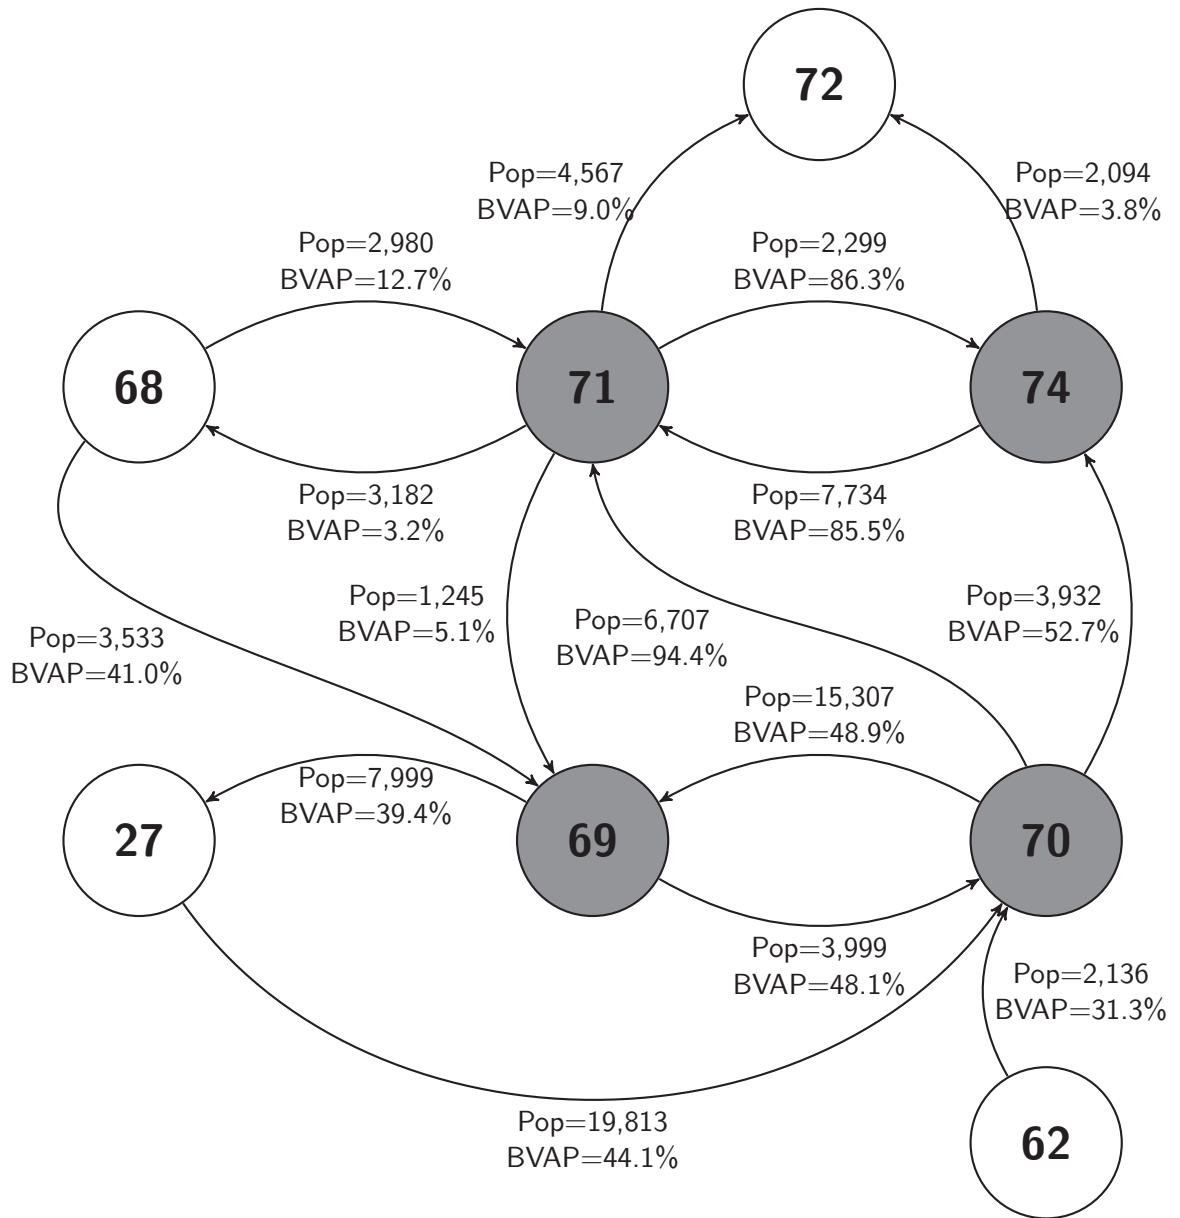 72
Pop=4,567
BVAP=9.0%
Pop=2,094
BVAP=3.8%
Pop=2,980
BVAP=12.7%
Pop=2,299
BVAP=86.3%
68
71
74
Pop=3,182
BVAP=3.2%
Pop=7,734
BVAP=85.5%
Pop=1,245
BVAP=5.1%
Pop=6,707
BVAP=94.4%
Pop=3,932
BVAP=52.7%
Pop=3,533
BVAP=41.0%
Pop=15,307
BVAP=48.9%
Pop=7,999
BVAP=39.4%
27
69
70
Pop=3,999
BVAP=48.1%
Pop=2,136
BVAP=31.3%
Pop=19,813
BVAP=44.1%
62